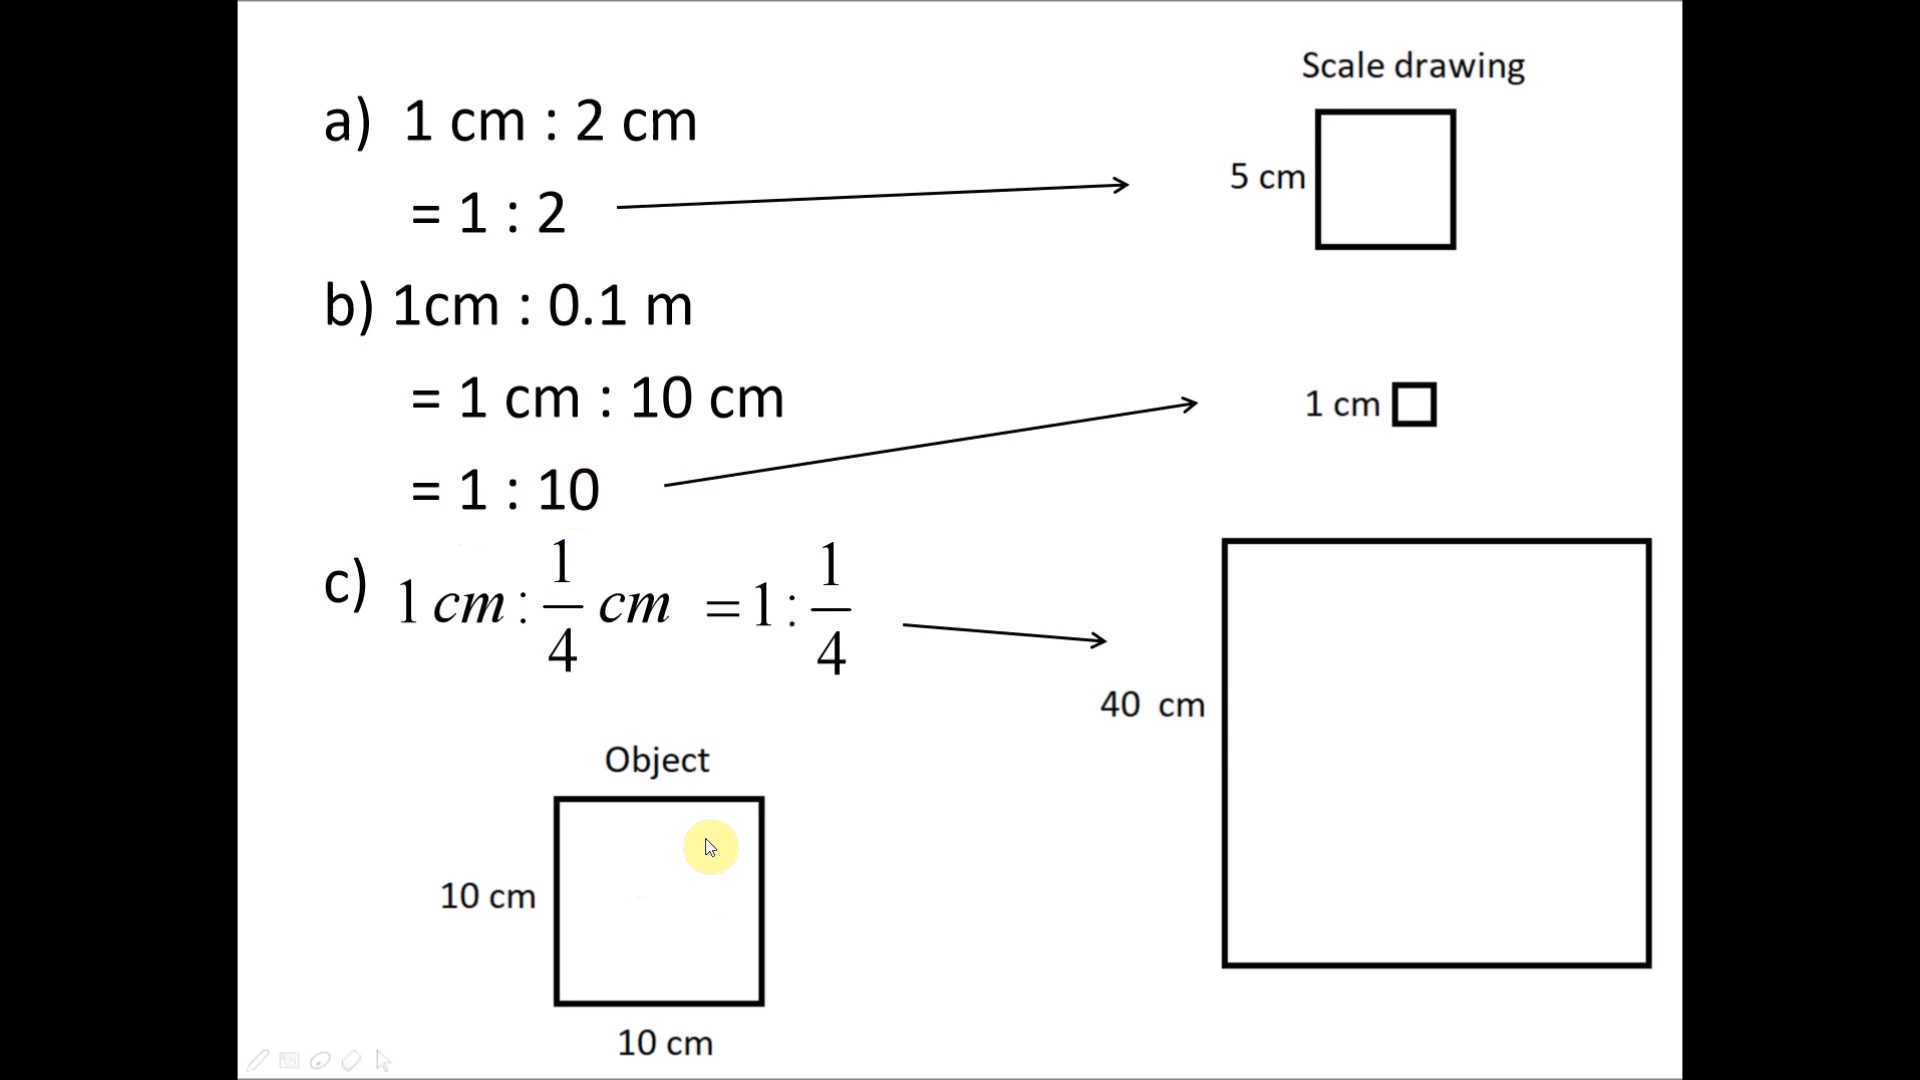 Scale drawing
a) 1 cm : 2 cm
5 cm
= 1 : 2
b) 1cm : 0.1 m
= 1 cm : 10 cm
1 cm
= 1 : 10
c) 1 cm : 1/4 cm = 1 : 1/4
40 cm
Object
10 cm
10 cm